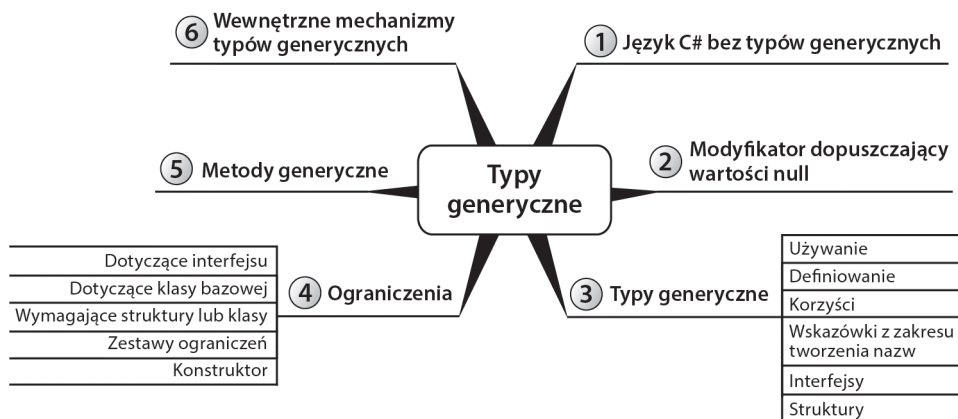 6 Wewnętrzne mechanizmy
typów generycznych
1 Język C# bez typów generycznych
5 Metody generyczne
Typy
generyczne
2 Modyfikator dopuszczający
wartości null
Dotyczące interfejsu
Dotyczące klasy bazowej
Wymagające struktury lub klasy
Zestawy ograniczeń
Konstruktor
4 Ograniczenia
3 Typy generyczne
Używanie
Definiowanie
Korzyści
Wskazówki z zakresu
tworzenia nazw
Interfejsy
Struktury